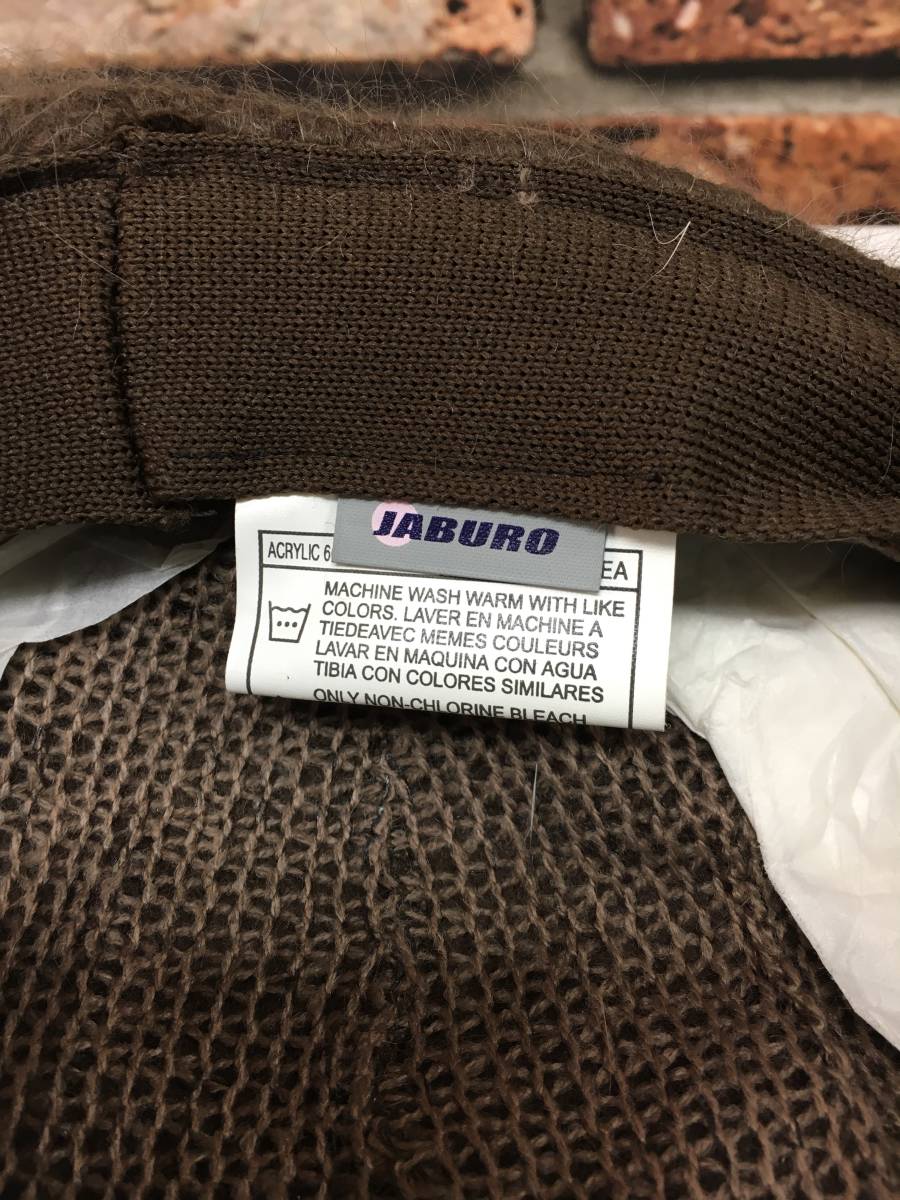 JABURO
ACRYLIC 6
EA
MACHINE WASH WARM WITH LIKE
COLORS. LAVER EN MACHINE A
TIEDEAVEC MEMES COULEURS
LAVAR EN MAQUINA CON AGUA
TIBIA CON COLORES SIMILARES
ONLY NON-CHLORINE BLEACH